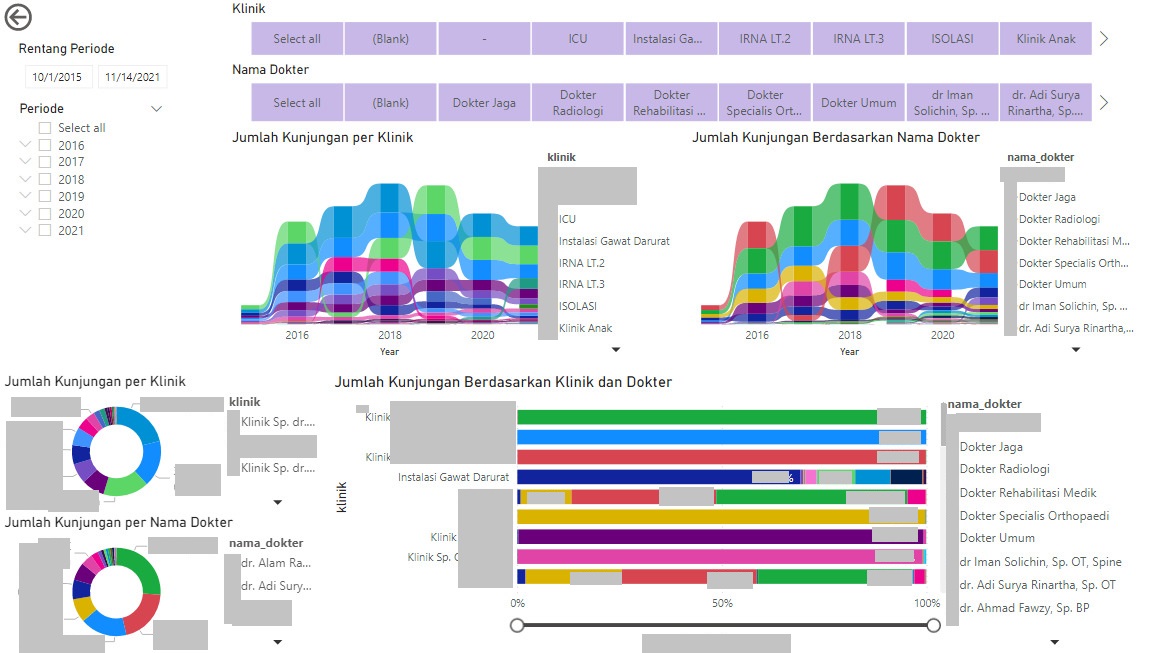 Klinik
Rentang Periode
Select all
(Blank)
-
ICU
Instalasi Ga...
IRNA LT.2
IRNA LT.3
ISOLASI
Klinik Anak
Nama Dokter
10/1/2015
11/14/2021
Select all
(Blank)
Dokter Jaga
Dokter
Radiologi
Dokter
Rehabilitasi ...
Dokter
Specialis Ort...
Dokter Umum
dr Iman
Solichin, Sp. ...
dr. Adi Surya
Rinartha, Sp....
Periode
Select all
2016
2017
2018
2019
2020
2021
Jumlah Kunjungan per Klinik
klinik
ICU
Instalasi Gawat Darurat
IRNA LT.2
IRNA LT.3
ISOLASI
Klinik Anak
2016
2018
2020
Year
Jumlah Kunjungan Berdasarkan Nama Dokter
nama_dokter
Dokter Jaga
Dokter Radiologi
Dokter Rehabilitasi M...
Dokter Specialis Orth...
Dokter Umum
dr Iman Solichin, Sp. ...
dr. Adi Surya Rinartha,...
2016
2018
2020
Year
Jumlah Kunjungan per Klinik
klinik
Klinik Sp. dr....
Klinik Sp. dr....
Jumlah Kunjungan per Nama Dokter
nama_dokter
dr. Alam Ra...
dr. Adi Sury...
Jumlah Kunjungan Berdasarkan Klinik dan Dokter
klinik
Klinik
Klinik
Instalasi Gawat Darurat
%
Klinik
Klinik Sp.
0%
50%
100%
nama_dokter
Dokter Jaga
Dokter Radiologi
Dokter Rehabilitasi Medik
Dokter Specialis Orthopaedi
Dokter Umum
dr Iman Solichin, Sp. OT, Spine
dr. Adi Surya Rinartha, Sp. OT
dr. Ahmad Fawzy, Sp. BP